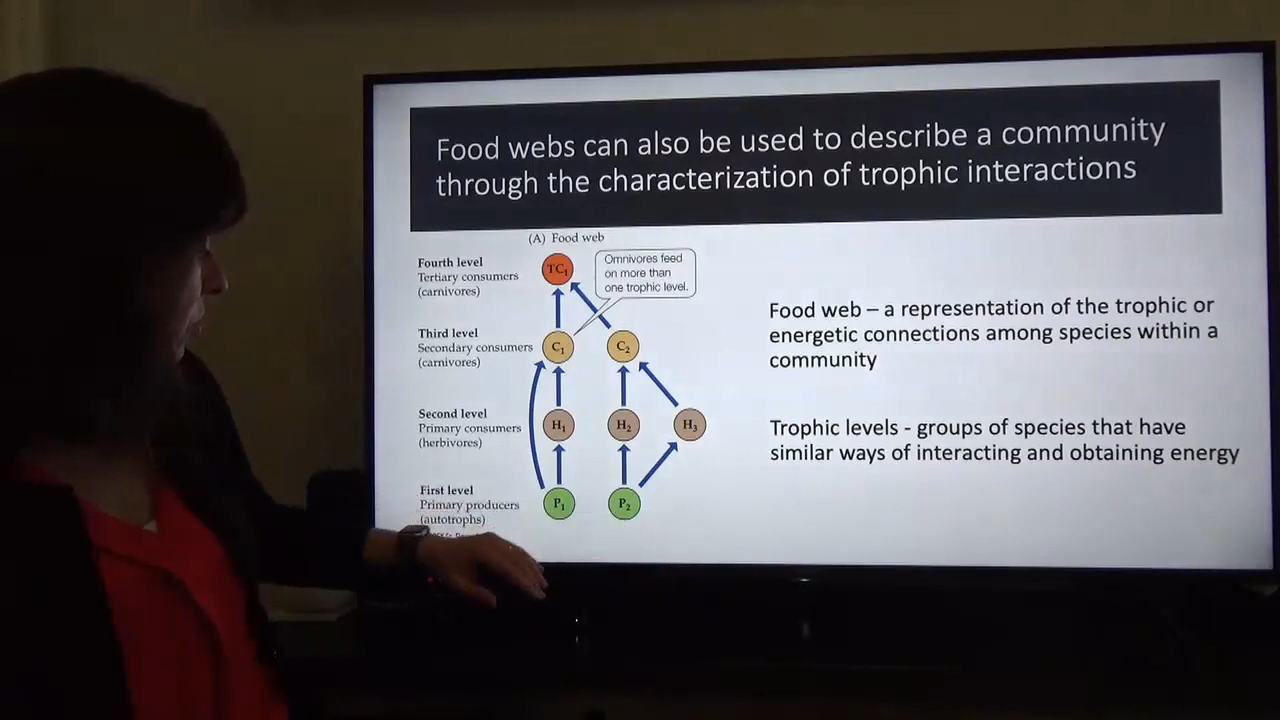 Food webs can also be used to describe a community
through the characterization of trophic interactions
(A) Food web
Fourth level
Tertiary consumers
(carnivores)
TC1
Omnivores feed
on more than
one trophic level.
Third level
Secondary consumers
(carnivores)
C1
C2
Second level
Primary consumers
(herbivores)
H1
H2
H3
First level
Primary producers
(autotrophs)
P1
P2
Food web – a representation of the trophic or
energetic connections among species within a
community
Trophic levels - groups of species that have
similar ways of interacting and obtaining energy